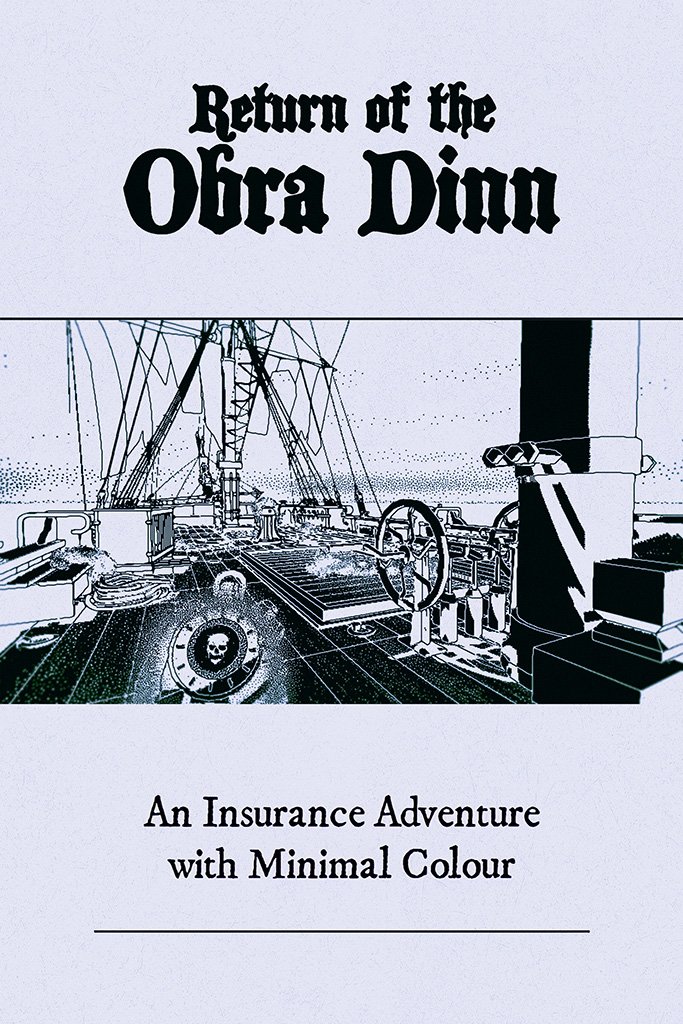 Return of the
Obra Dinn
An Insurance Adventure
with Minimal Colour